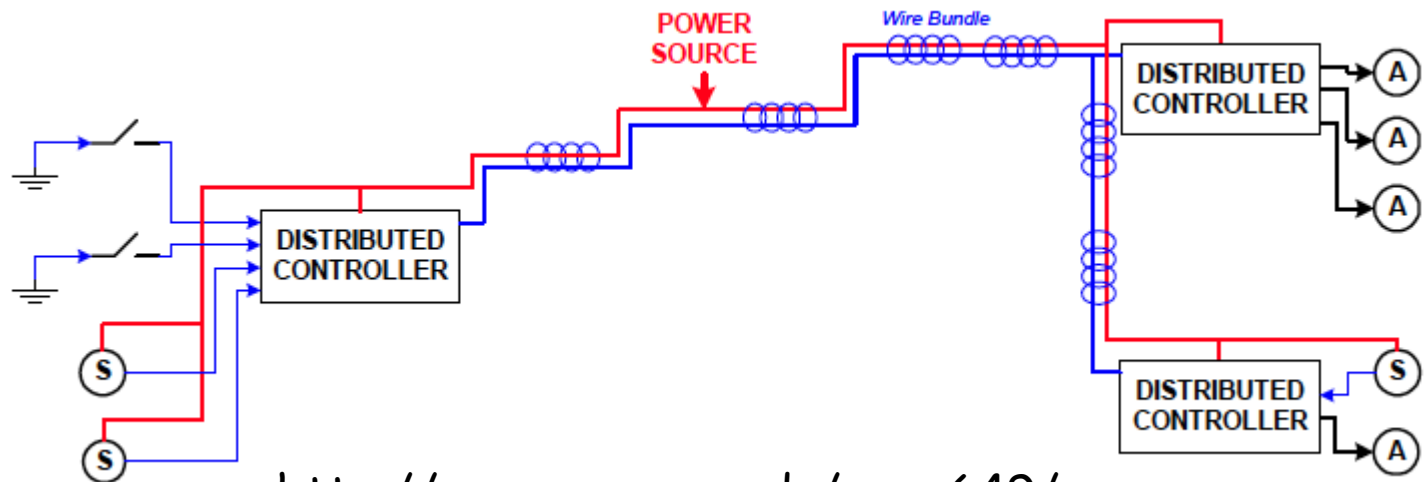 POWER
SOURCE
Wire Bundle
DISTRIBUTED
CONTROLLER
A
A
A
DISTRIBUTED
CONTROLLER
S
S
DISTRIBUTED
CONTROLLER
S
A